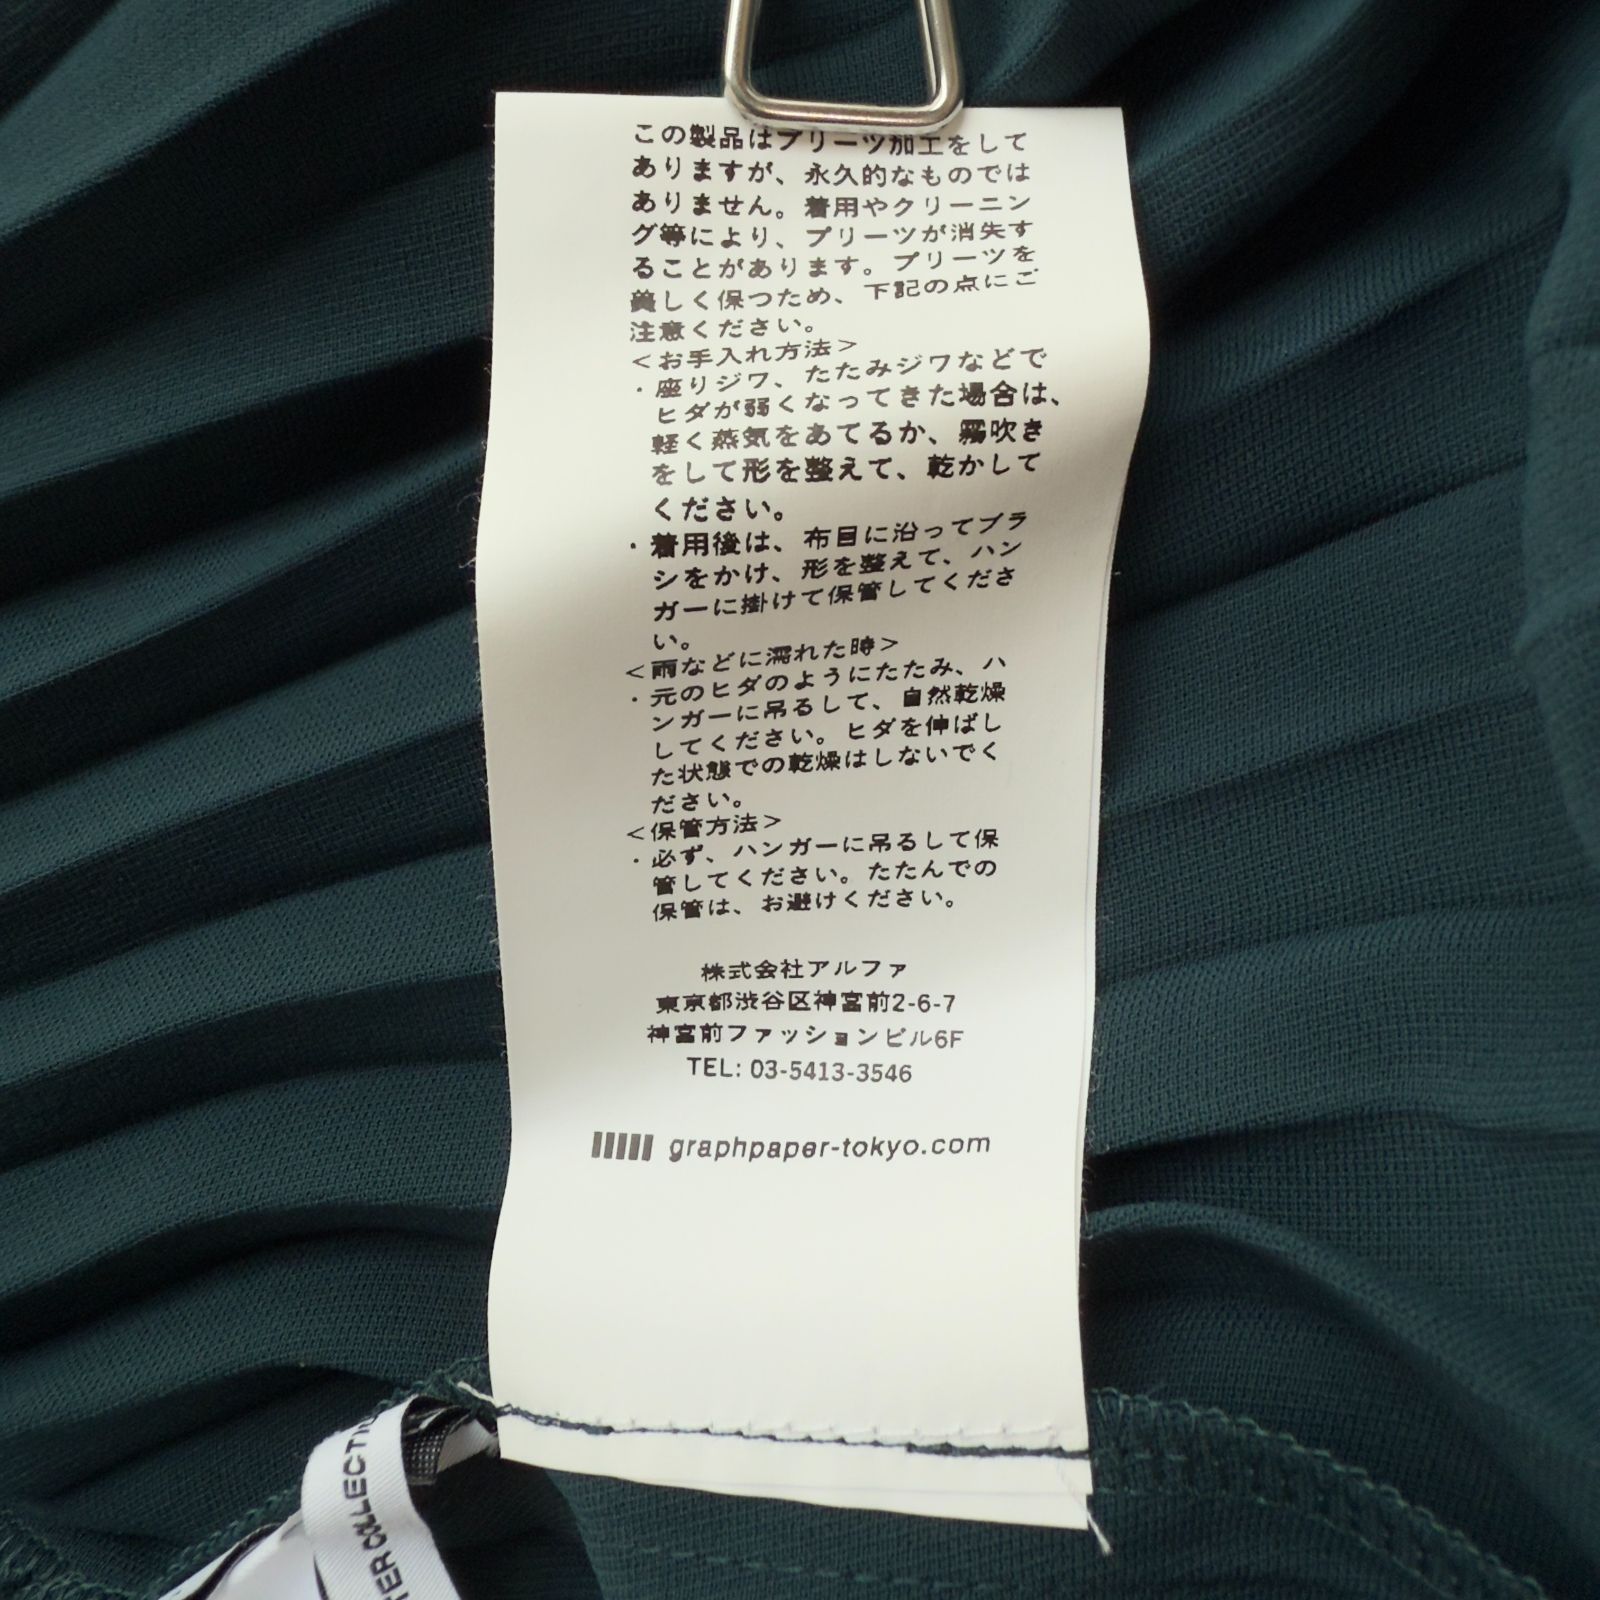 この製品はプリーツ加工をして
ありますが、永久的なものでは
ありません。着用やクリーニン
グ等により、プリーツが消失す
ることがあります。プリーツを
美しく保つため、下記の点にご
注意ください。
＜お手入れ方法＞
・座りジワ、たたみジワなどで
ヒダが弱くなってきた場合は、
軽く蒸気をあてるか、霧吹き
をして形を整えて、乾かして
ください。
・着用後は、布目に沿ってブラ
シをかけ、形を整えて、ハン
ガーに掛けて保管してくださ
い。
＜雨などに濡れた時＞
・元のヒダのようにたたみ、ハ
ンガーに吊るして、自然乾燥
してください。ヒダを伸ばし
た状態での乾燥はしないでく
ださい。
＜保管方法＞
・必ず、ハンガーに吊るして保
管してください。たたんでの
保管は、お避けください。
株式会社アルファ
東京都渋谷区神宮前2-6-7
神宮前ファッションビル6F
TEL: 03-5413-3546
graphpaper-tokyo.com
TER COLLECTI